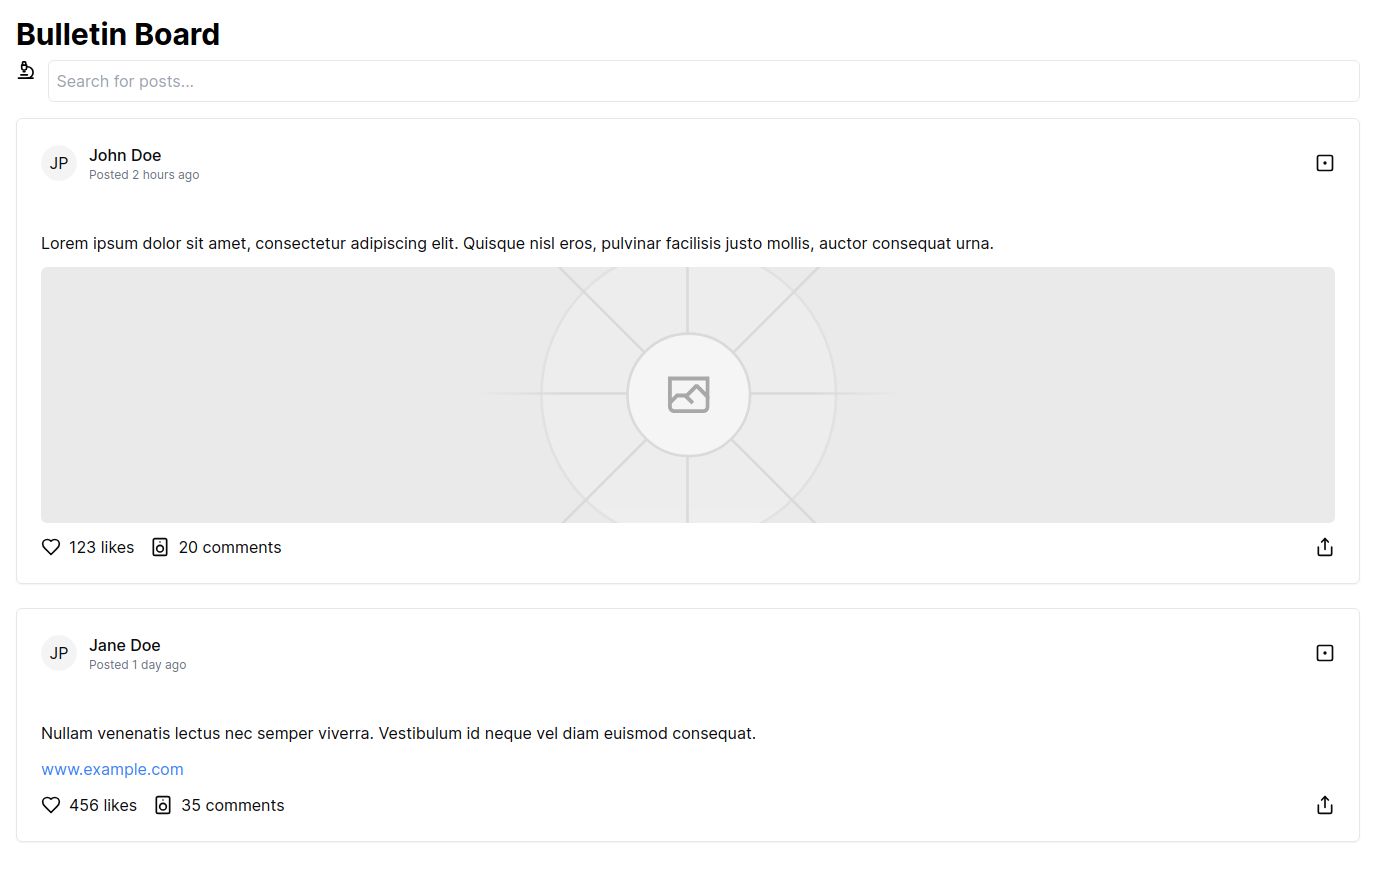 Bulletin Board
Search for posts...
JP
John Doe
Posted 2 hours ago
Lorem ipsum dolor sit amet, consectetur adipiscing elit. Quisque nisl eros, pulvinar facilisis justo mollis, auctor consequat urna.
123 likes 20 comments
JP
Jane Doe
Posted 1 day ago
Nullam venenatis lectus nec semper viverra. Vestibulum id neque vel diam euismod consequat.
www.example.com
456 likes 35 comments